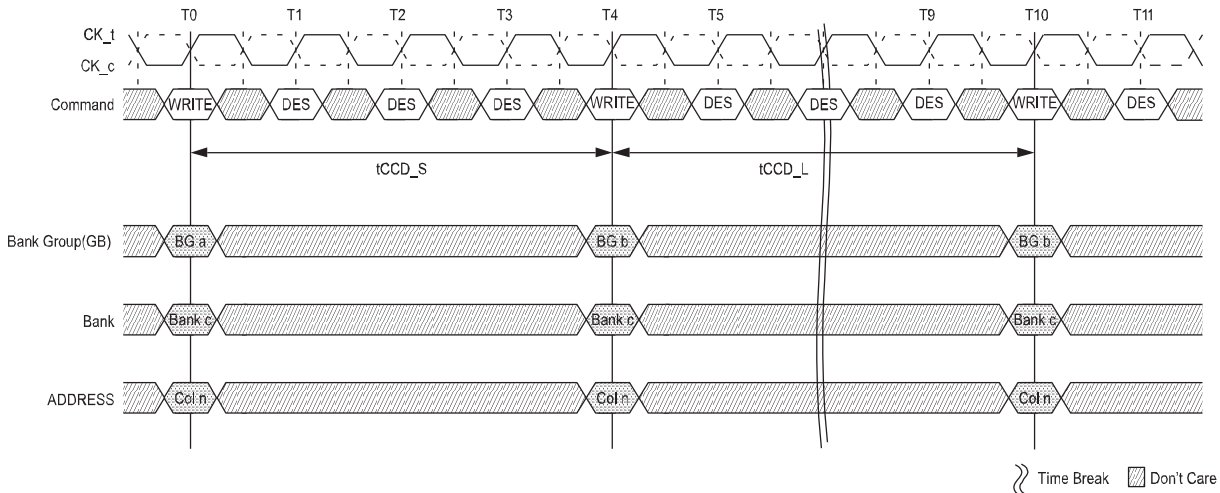 T0 T1 T2 T3 T4 T5 T9 T10 T11
CK_t
CK_c
Command WRITE DES DES DES WRITE DES DES DES WRITE DES
tCCD_S tCCD_L
Bank Group(GB) BG a BG b BG b
Bank Bank c Bank c Bank c
ADDRESS Col n Col n Col n
Time Break Don't Care